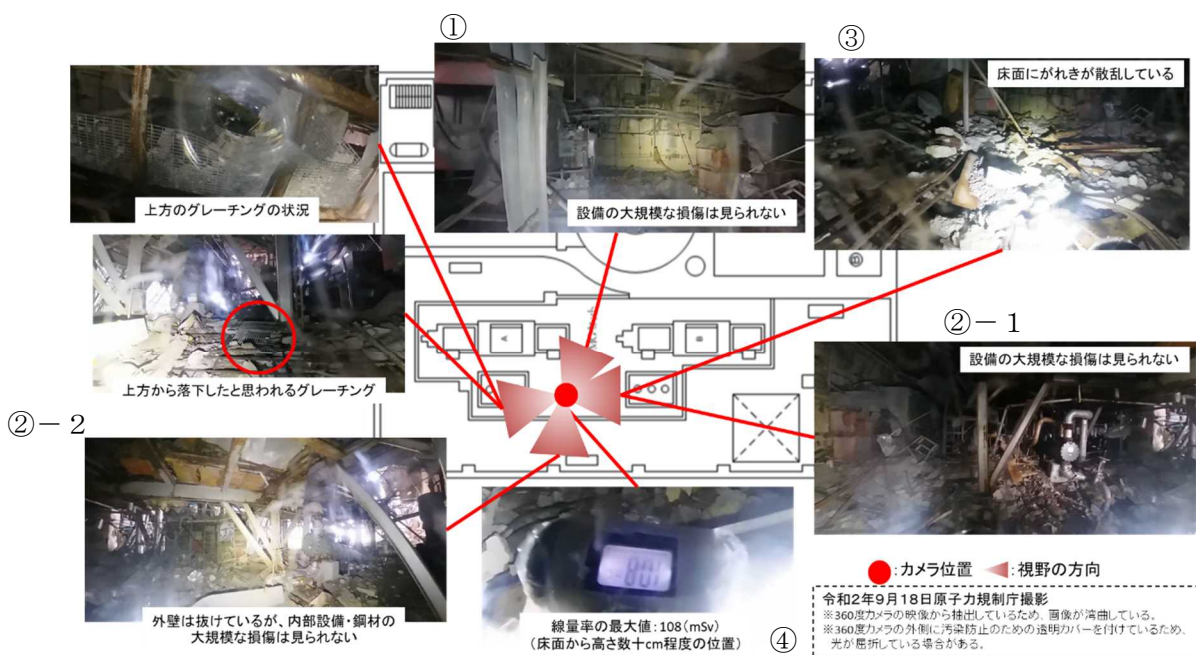 ①
③
床面にがれきが散乱している
上方のグレーチングの状況
設備の大規模な損傷は見られない
②－１
設備の大規模な損傷は見られない
A
B
上方から落下したと思われるグレーチング
②－２
外壁は抜けているが、内部設備・鋼材の
大規模な損傷は見られない
線量率の最大値：108（mSv）
（床面から高さ数十cm程度の位置）
④
：カメラ位置
：視野の方向
令和２年９月18日原子力規制庁撮影
※360度カメラの映像から抽出しているため、画像が湾曲している。
※360度カメラの外側に汚染防止のための透明カバーを付けているため、
光が屈折している場合がある。